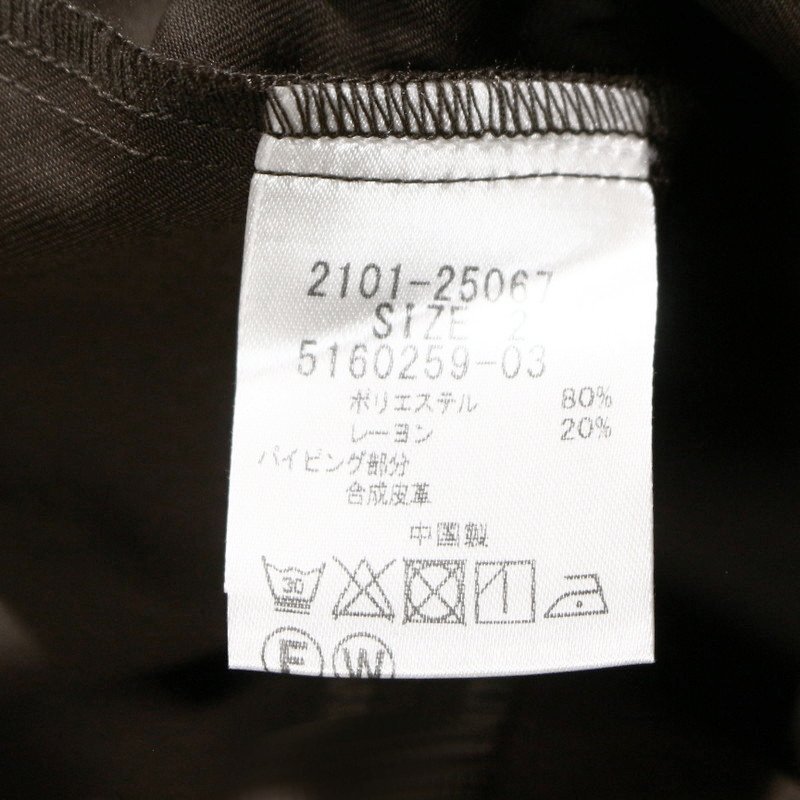 2101-25067
SIZE 2
5160259-03
ポリエステル 80%
レーヨン 20%
パイピング部分
合成皮革
中国製
30
F W